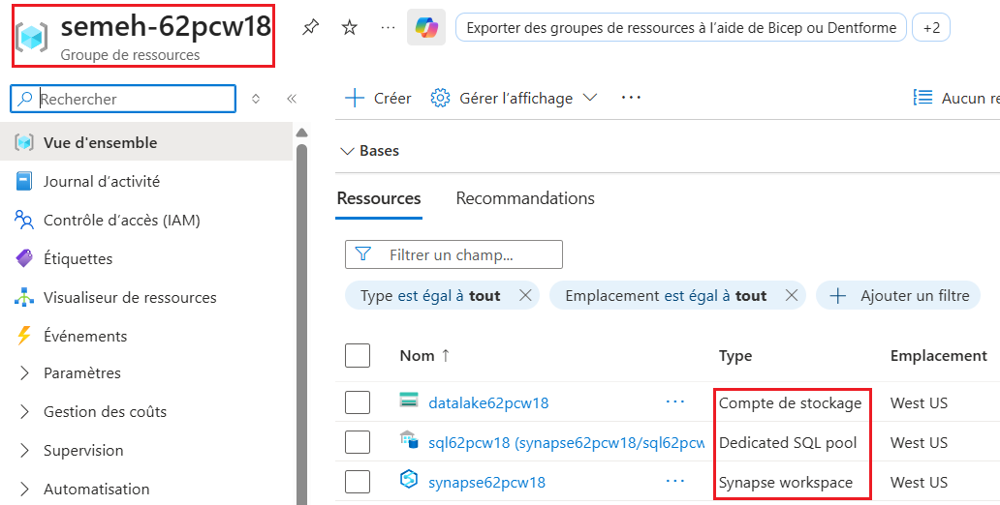 semeh-62pcw18
Groupe de ressources
Exporter des groupes de ressources à l'aide de Bicep ou Dentforme
+2
Rechercher
Créer
Gérer l'affichage
Aucun re
Vue d'ensemble
Journal d'activité
Contrôle d'accès (IAM)
Étiquettes
Visualiseur de ressources
Événements
Paramètres
Gestion des coûts
Supervision
Automatisation
Bases
Ressources Recommandations
Filtrer un champ...
Type est égal à tout
Emplacement est égal à tout
Ajouter un filtre
Nom ↑ Type Emplacement
datalake62pcw18 ... Compte de stockage West US
sql62pcw18 (synapse62pcw18/sql62pcw Dedicated SQL pool West US
synapse62pcw18 ... Synapse workspace West US